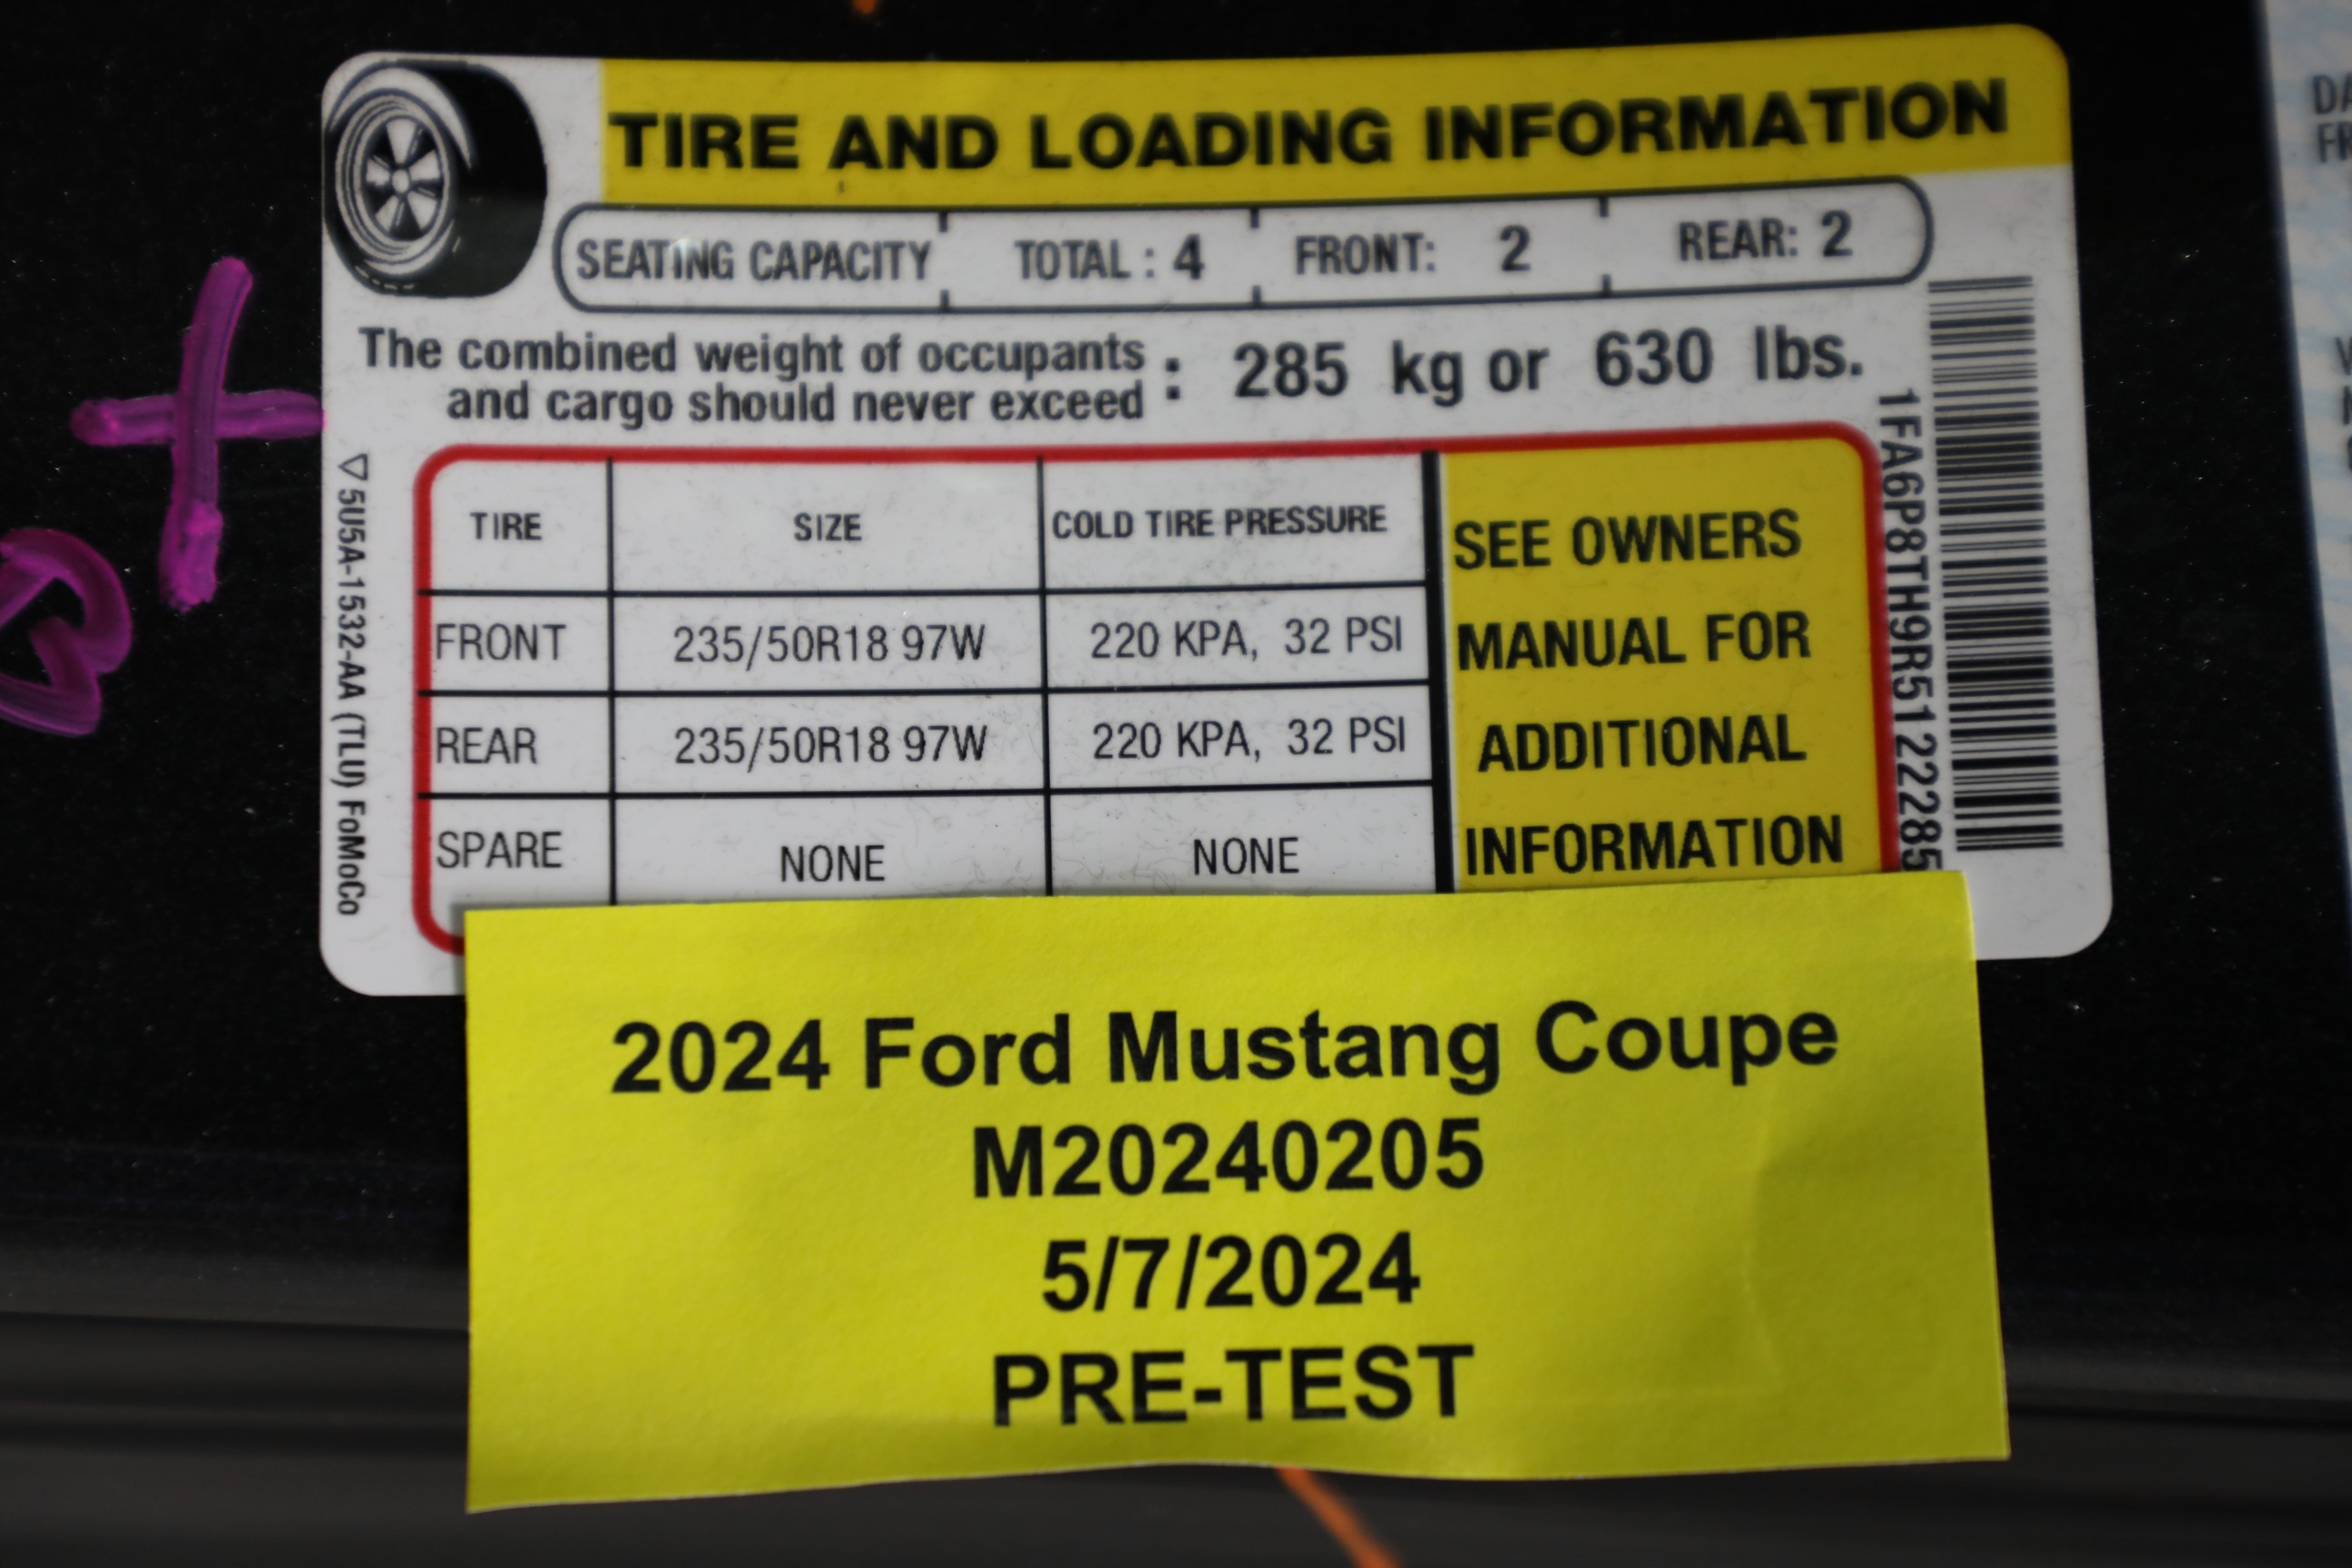 TIRE AND LOADING INFORMATION
SEATING CAPACITY TOTAL : 4 FRONT: 2 REAR: 2
The combined weight of occupants
and cargo should never exceed : 285 kg or 630 lbs.
TIRE SIZE COLD TIRE PRESSURE
FRONT 235/50R18 97W 220 KPA, 32 PSI
REAR 235/50R18 97W 220 KPA, 32 PSI
SPARE NONE NONE
SEE OWNERS
MANUAL FOR
ADDITIONAL
INFORMATION
5U5A-1532-AA (TLU) FoMoCo
1FA6P8TH9R5122285
2024 Ford Mustang Coupe
M20240205
5/7/2024
PRE-TEST